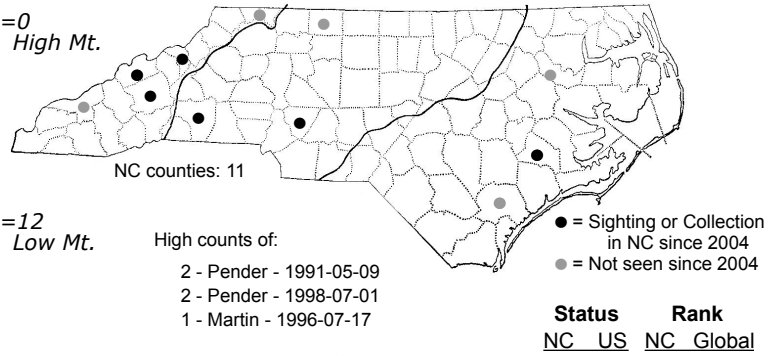 =0
High Mt.
NC counties: 11
=12
Low Mt.
High counts of:
2 - Pender - 1991-05-09
2 - Pender - 1998-07-01
1 - Martin - 1996-07-17
= Sighting or Collection
in NC since 2004
= Not seen since 2004
Status Rank
NC US NC Global